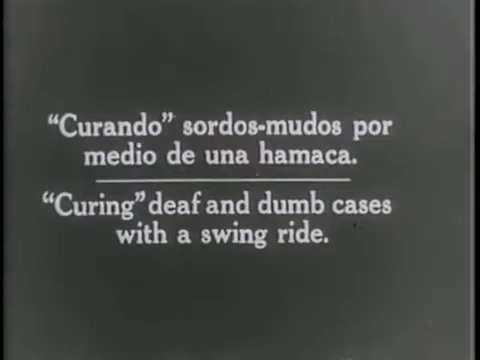 “Curando” sordos-mudos por
medio de una hamaca.
“Curing” deaf and dumb cases
with a swing ride.